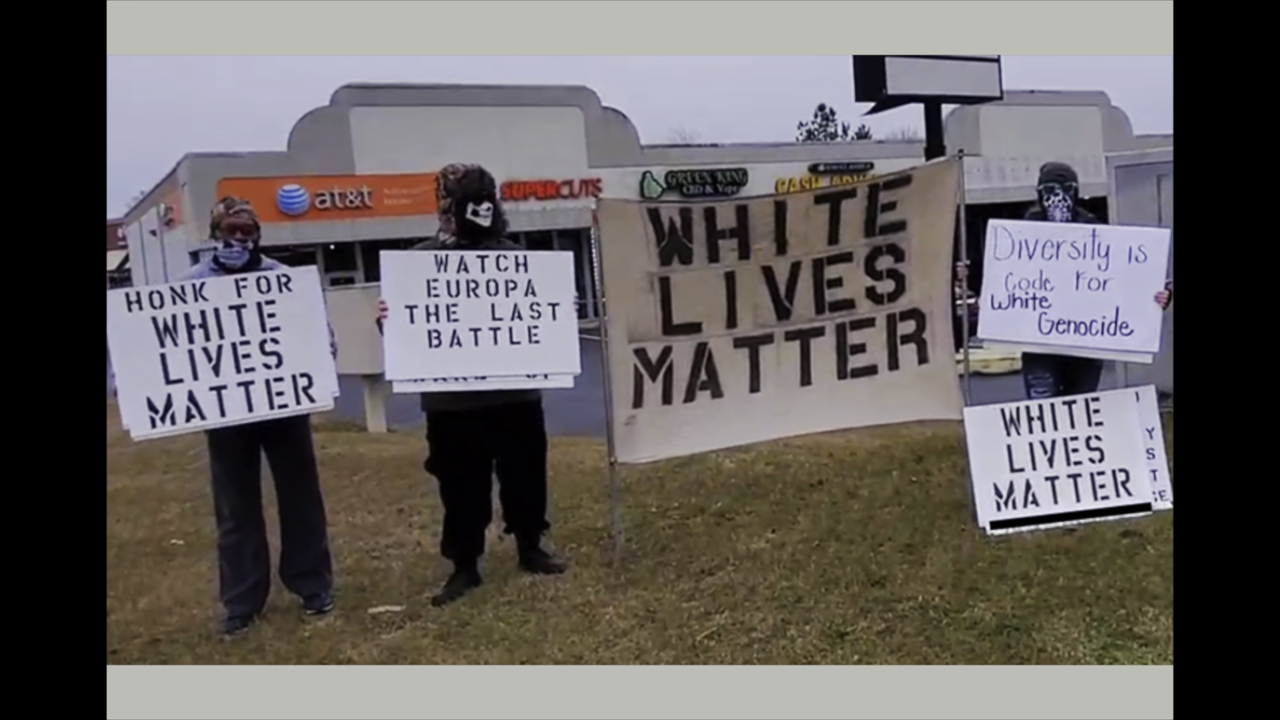 at&t
SUPERCUTS
GREEN KING
CBD & Vape
HONK FOR
WHITE
LIVES
MATTER
WATCH
EUROPA
THE LAST
BATTLE
WHITE
LIVES
MATTER
Diversity is
Code For
White
Genocide
WHITE
LIVES
MATTER